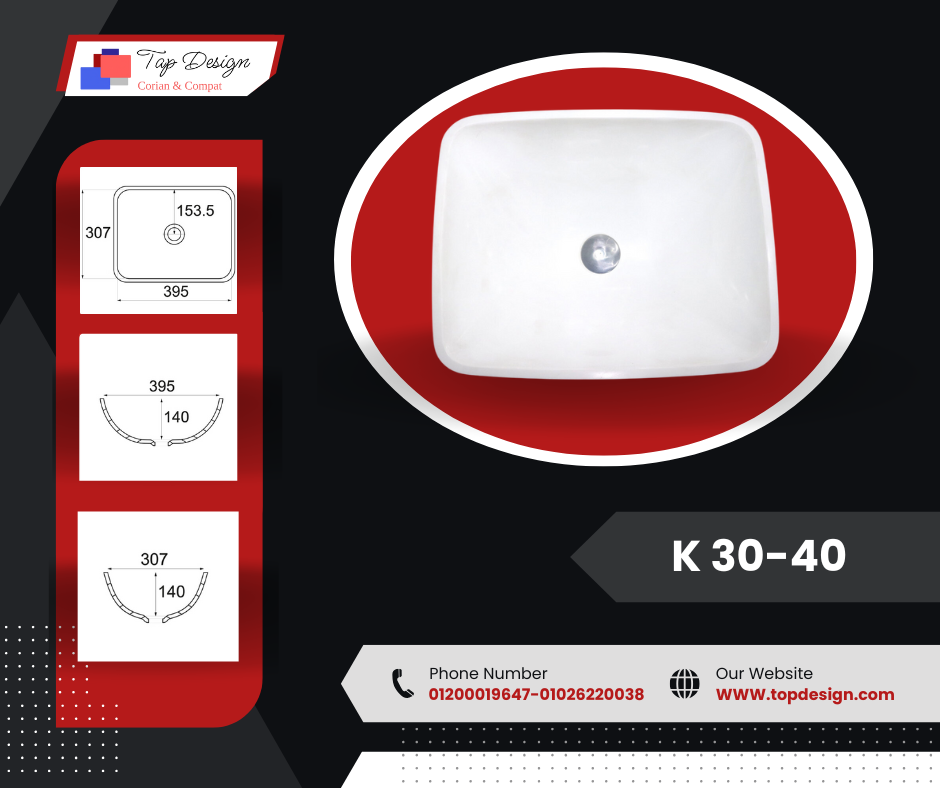 Tap Design
Corian & Compat
307
153.5
395
395
140
307
140
K 30-40
Phone Number
01200019647-01026220038
Our Website
WWW.topdesign.com